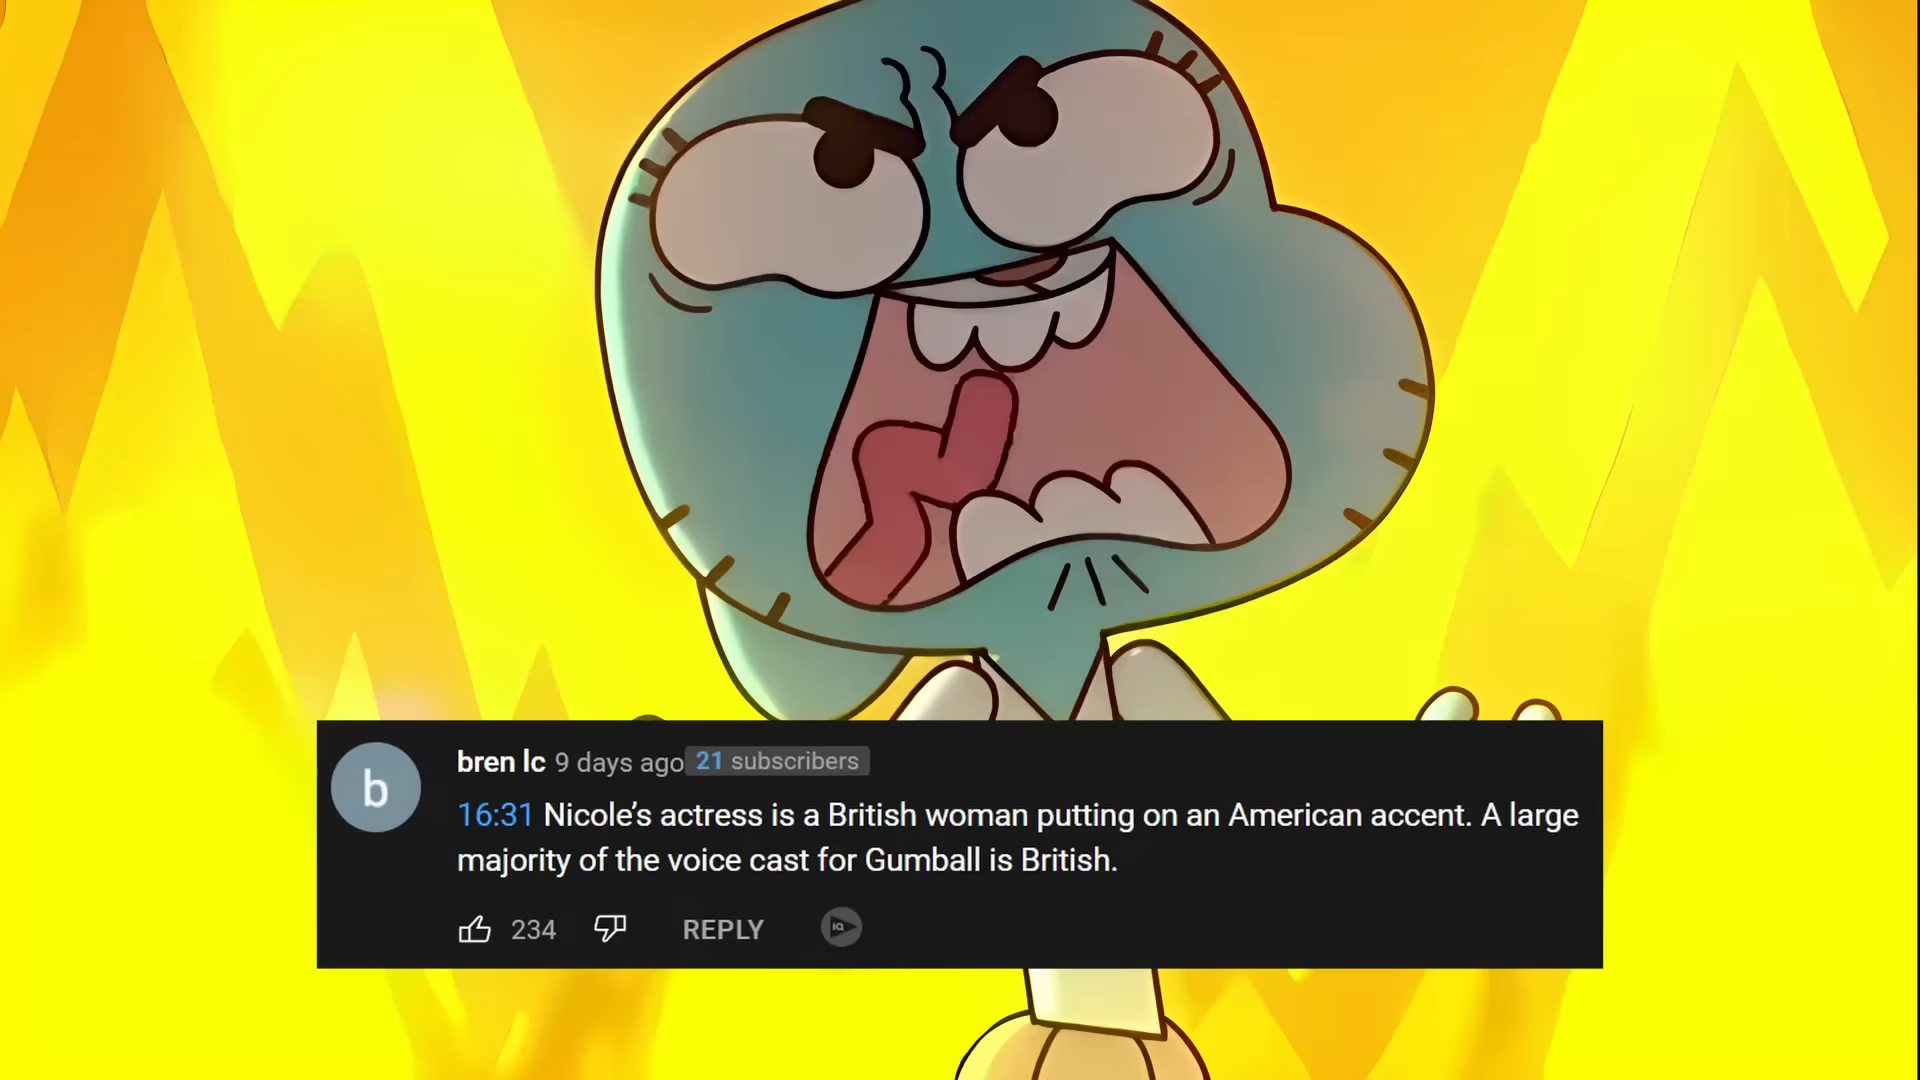 b
bren lc 9 days ago 21 subscribers
16:31 Nicole’s actress is a British woman putting on an American accent. A large
majority of the voice cast for Gumball is British.
234 REPLY IQ